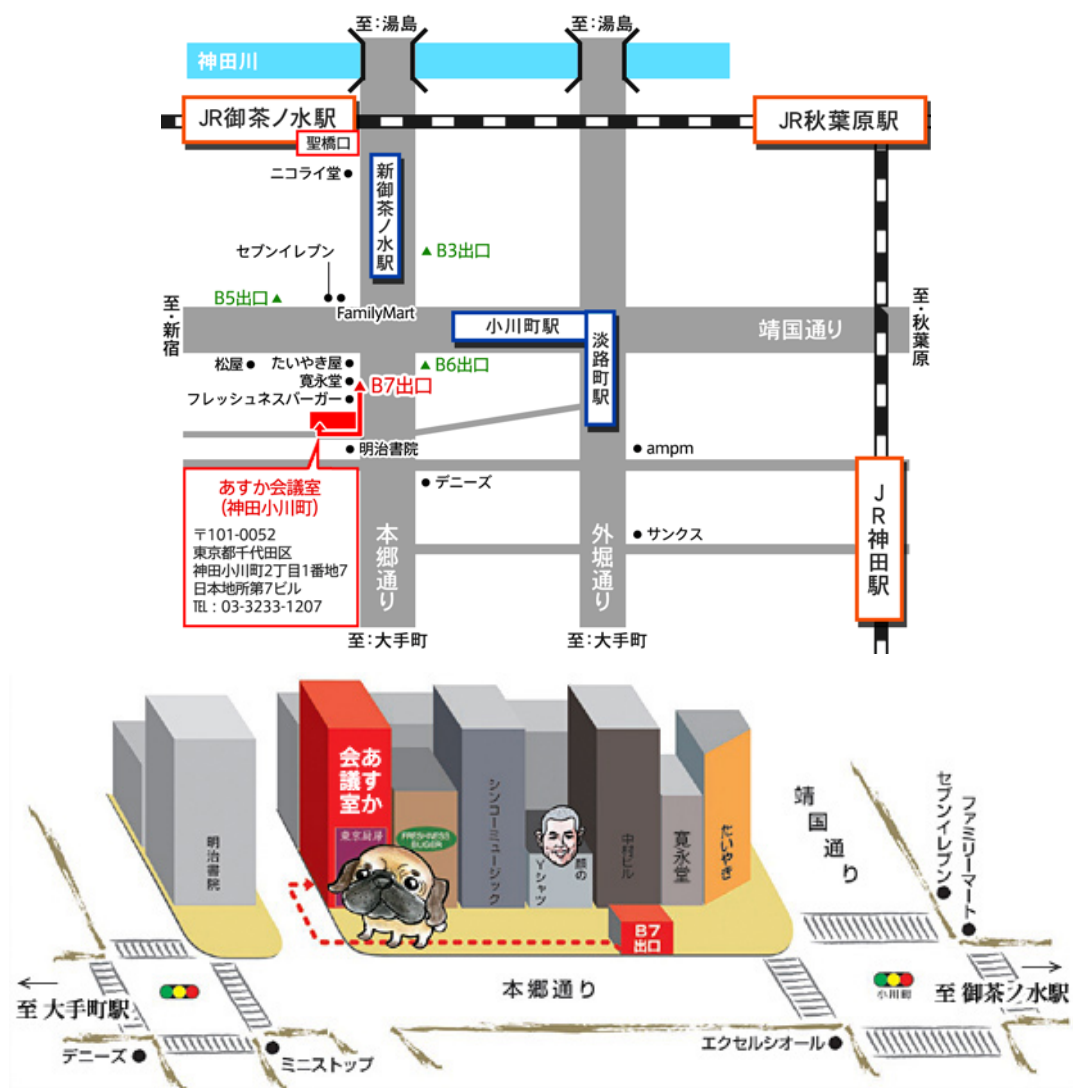 至:湯島
至:湯島
神田川
JR御茶ノ水駅
JR秋葉原駅
聖橋口
ニコライ堂
新御茶ノ水駅
セブンイレブン
B3出口
B5出口
FamilyMart
至・新宿
小川町駅
靖国通り
至・秋葉原
淡路町駅
松屋
たいやき屋
B6出口
寛永堂
B7出口
フレッシュネスバーガー
明治書院
ampm
あすか会議室
(神田小川町)
〒101-0052
東京都千代田区
神田小川町2丁目1番地7
日本地所第7ビル
℡:03-3233-1207
デニーズ
JR神田駅
本郷通り
外堀通り
サンクス
至:大手町
至:大手町
明治書院
あすか
会議室
東京厨房
FRESHNESS
BUGER
シンコーミュージック
顔の
Yシャツ
中村ビル
寛永堂
たいやき
B7
出口
靖国通り
セブンイレブン
ファミリーマート
本郷通り
小川町
至 大手町駅
至 御茶ノ水駅
デニーズ
ミニストップ
エクセルシオール